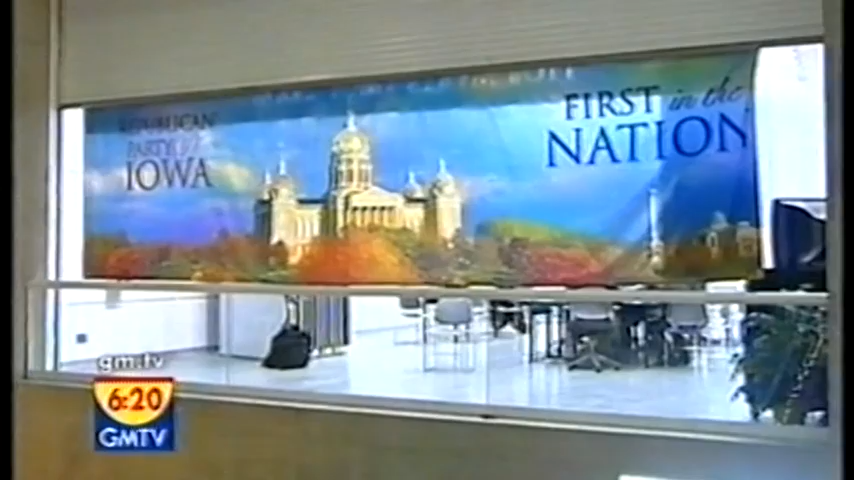 REPUBLICAN
PARTY of
IOWA
FIRST in the
NATION
gm.tv
6:20
GMTV